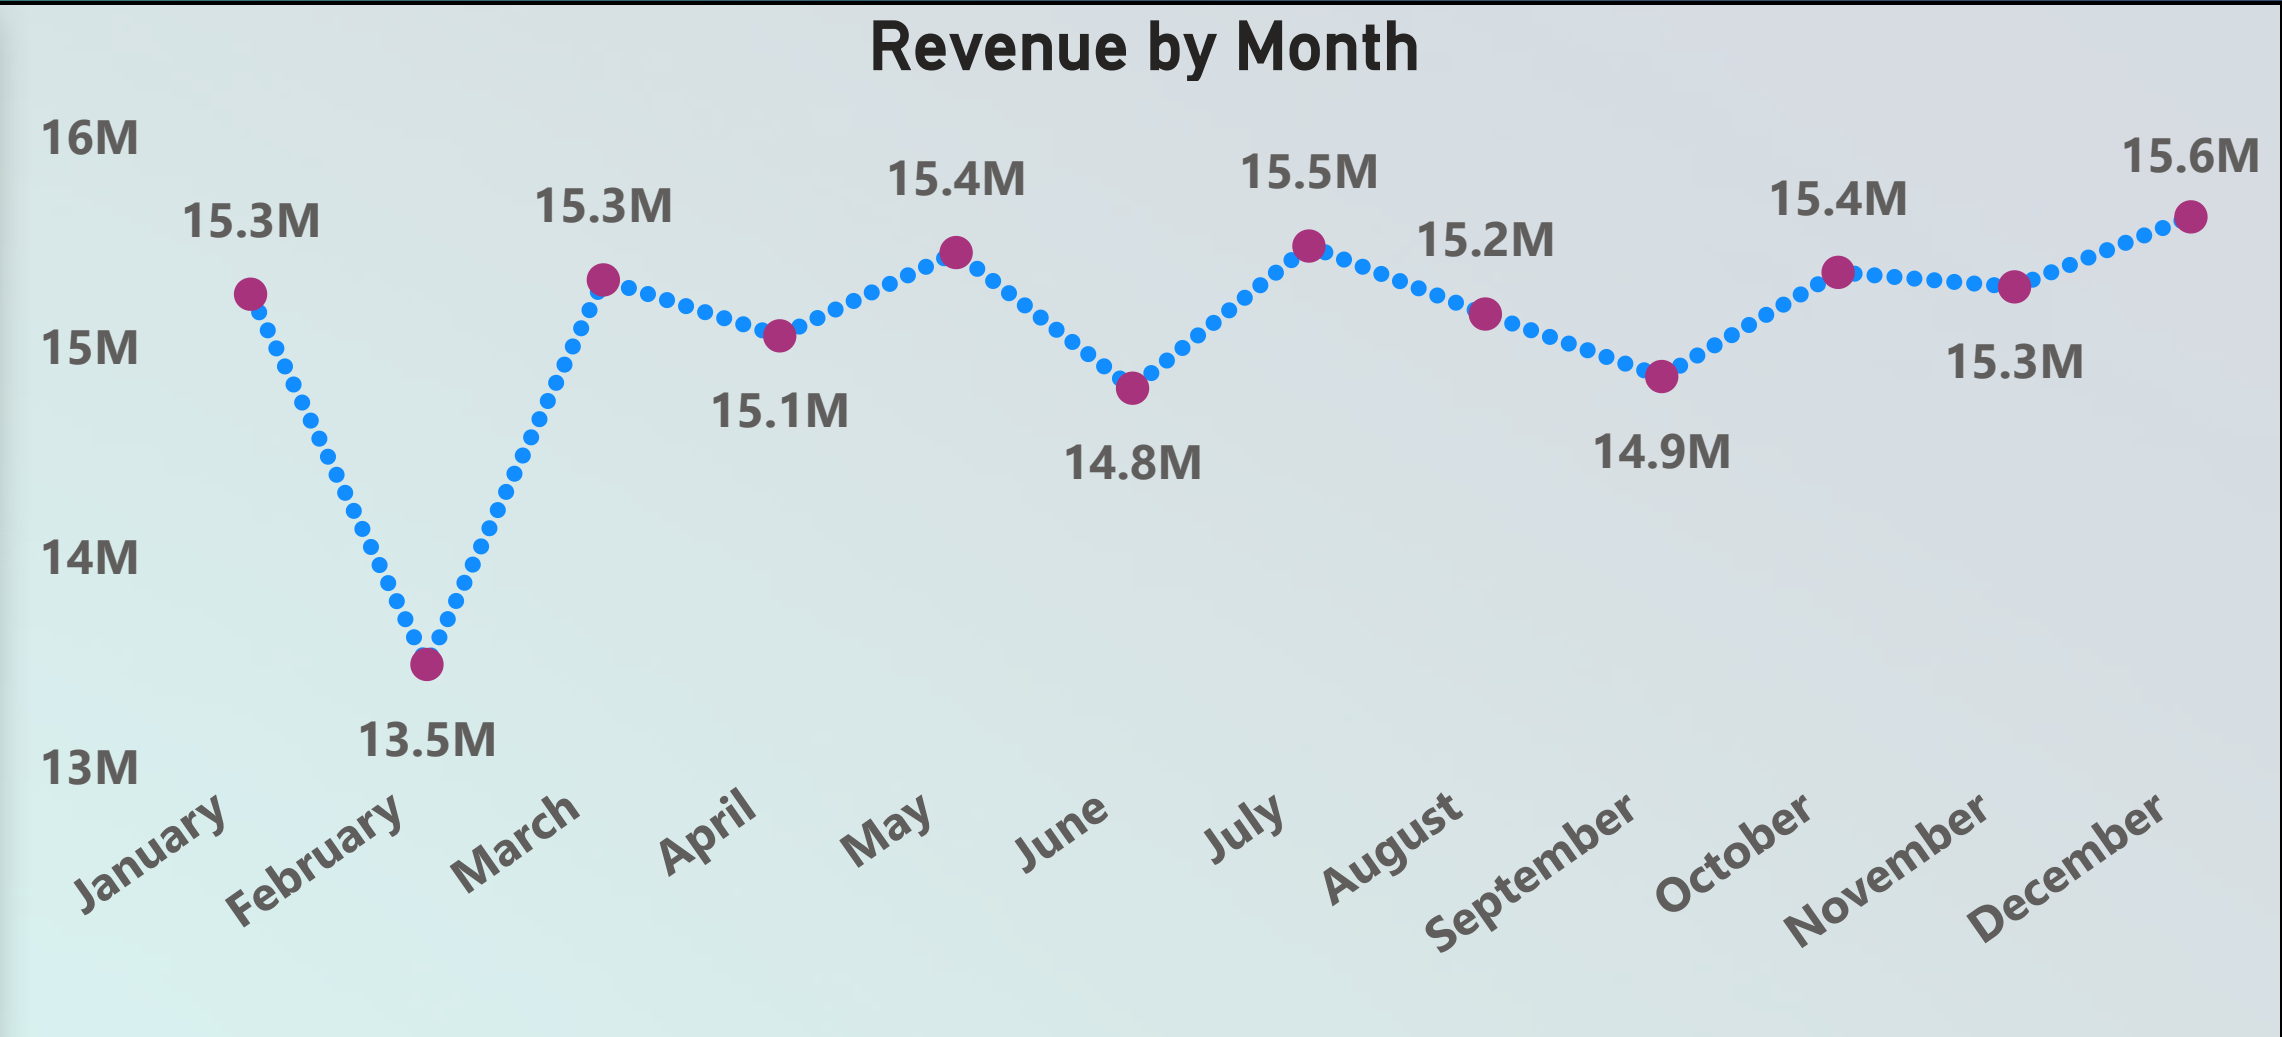 Revenue by Month
16M
15M
14M
13M
15.3M
13.5M
15.3M
15.1M
15.4M
14.8M
15.5M
15.2M
14.9M
15.4M
15.3M
15.6M
January
February
March
April
May
June
July
August
September
October
November
December